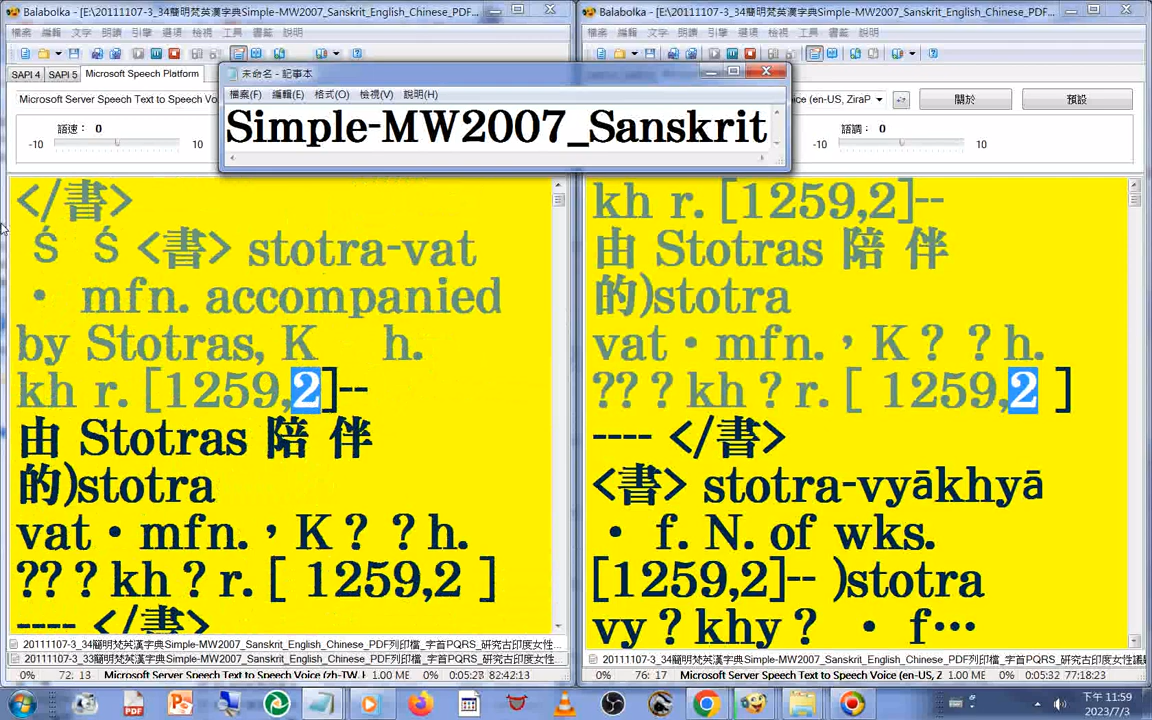 Balabolka - [E:\20111107-3_34簡明梵英漢字典Simple-MW2007_Sanskrit_English_Chinese_PDF...
檔案 編輯 文字 朗讀 引擎 選項 檢視 工具 書籤 說明
SAPI 4 SAPI 5 Microsoft Speech Platform
Microsoft Server Speech Text to Speech Vo
語速： 0
-10 10
</書>
Ś Ś <書> stotra-vat
• mfn. accompanied
by Stotras, K h.
kh r. [1259,2]--
由 Stotras 陪 伴
的)stotra
vat・mfn.，K？？h.
??？kh？r. [ 1259,2 ]
---- </書>
20111107-3_34簡明梵英漢字典Simple-MW2007_Sanskrit_English_Chinese_PDF列印檔_字首PQRS_研究古印度女性...
20111107-3_33簡明梵英漢字典Simple-MW2007_Sanskrit_English_Chinese_PDF列印檔_字首PQRS_研究古印度女性...
0% 72: 13 Microsoft Server Speech Text to Speech Voice (zh-TW, 1.00 ME 0% 0:05:23 82:42:13
未命名 - 記事本
檔案(F) 編輯(E) 格式(O) 檢視(V) 說明(H)
Simple-MW2007_Sanskrit
Balabolka - [E:\20111107-3_34簡明梵英漢字典Simple-MW2007_Sanskrit_English_Chinese_PDF...
檔案 編輯 文字 朗讀 引擎 選項 檢視 工具 書籤 說明
ice (en-US, ZiraP 關於 預設
語調： 0
-10 10
kh r. [1259,2]--
由 Stotras 陪 伴
的)stotra
vat・mfn.，K？？h.
??？kh？r. [ 1259,2 ]
---- </書>
<書> stotra-vyākhyā
• f. N. of wks.
[1259,2]-- )stotra
vy？khy？ • f…
20111107-3_34簡明梵英漢字典Simple-MW2007_Sanskrit_English_Chinese_PDF列印檔_字首PQRS_研究古印度女性議
0% 76: 17 Microsoft Server Speech Text to Speech Voice (en-US, Z 1.00 ME 0% 0:05:32 77:18:23
下午 11:59
2023/7/3